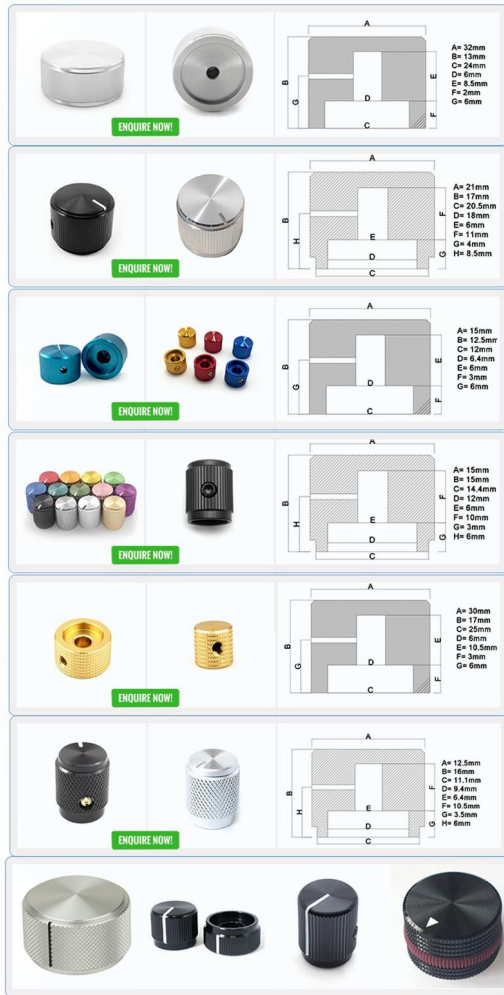 A
B
G
D
C
E
F
A= 32mm
B= 13mm
C= 24mm
D= 6mm
E= 8.5mm
F= 2mm
G= 6mm
ENQUIRE NOW!
A
B
H
E
D
C
F
G
A= 21mm
B= 17mm
C= 20.5mm
D= 18mm
E= 6mm
F= 11mm
G= 4mm
H= 8.5mm
ENQUIRE NOW!
A
B
G
D
C
E
F
A= 15mm
B= 12.5mm
C= 12mm
D= 6.4mm
E= 6mm
F= 3mm
G= 6mm
ENQUIRE NOW!
A
B
H
E
D
C
F
G
A= 15mm
B= 15mm
C= 14.4mm
D= 12mm
E= 6mm
F= 10mm
G= 3mm
H= 6mm
ENQUIRE NOW!
A
B
G
D
C
E
F
A= 30mm
B= 17mm
C= 25mm
D= 6mm
E= 10.5mm
F= 3mm
G= 6mm
ENQUIRE NOW!
A
B
H
E
D
C
F
G
A= 12.5mm
B= 16mm
C= 11.1mm
D= 9.4mm
E= 6.4mm
F= 10.5mm
G= 3.5mm
H= 6mm
ENQUIRE NOW!